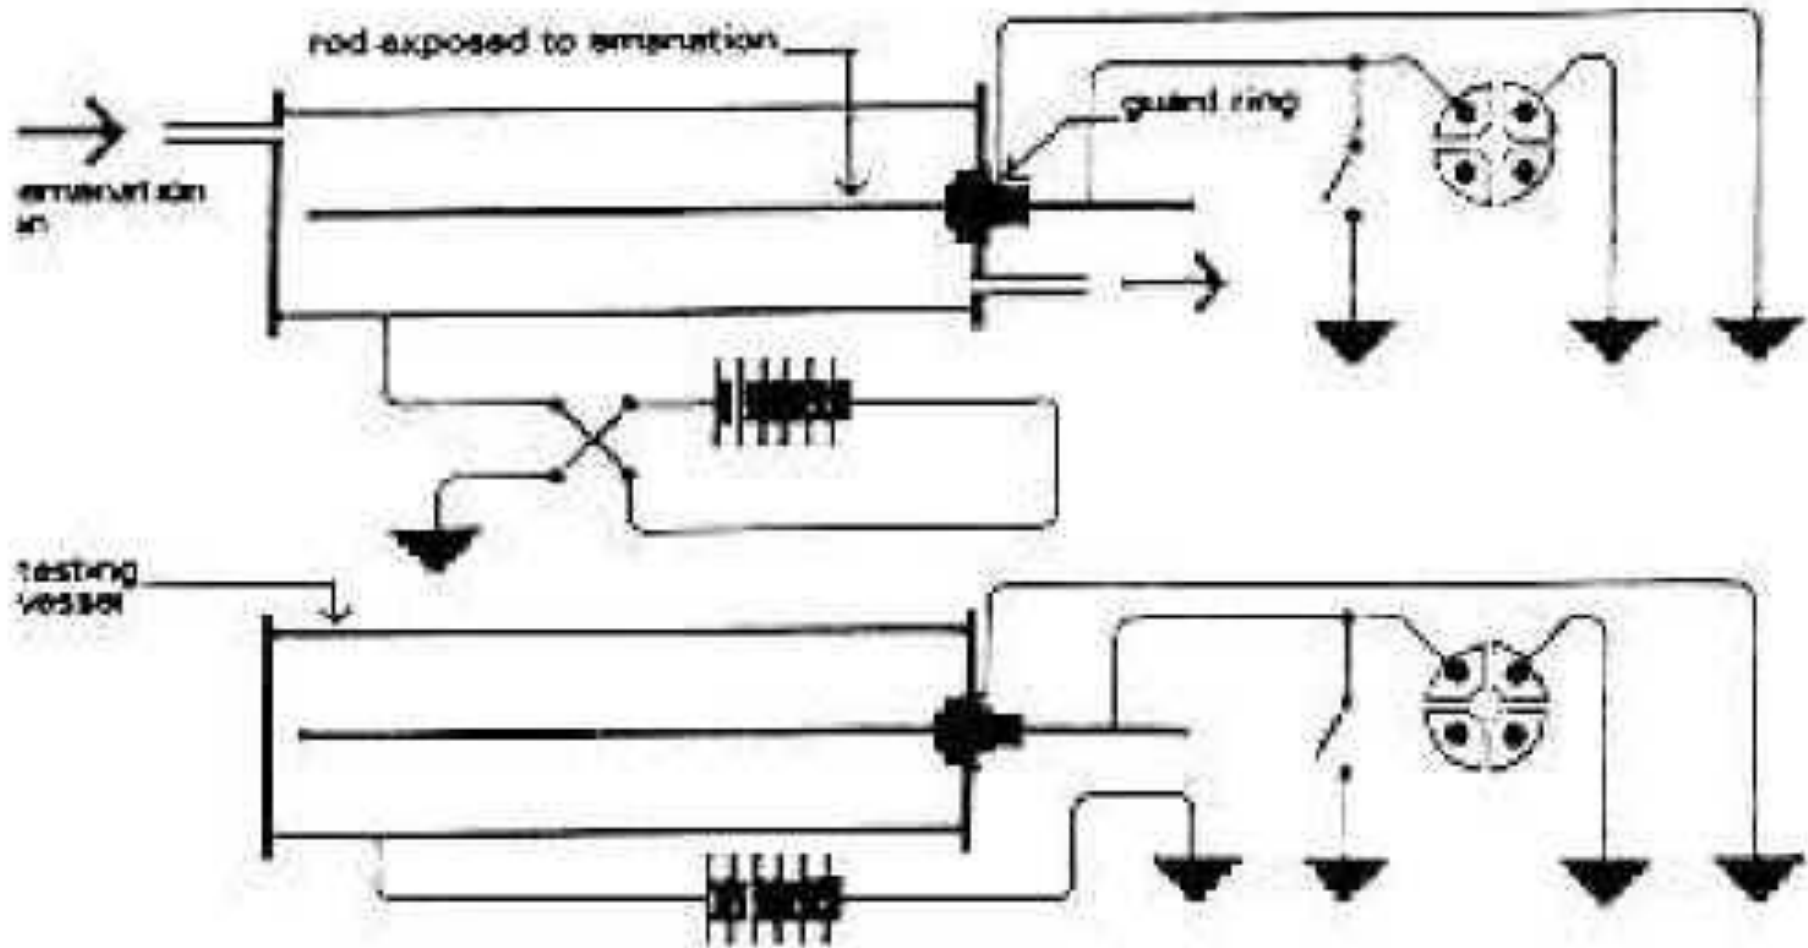 rod exposed to emanation
guard ring
emanation
in
testing
vessel